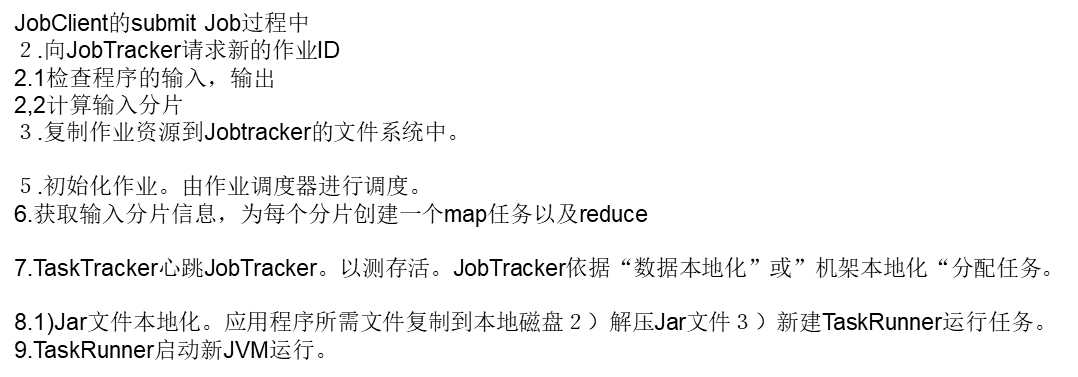 JobClient的submit Job过程中
２.向JobTracker请求新的作业ID
2.1检查程序的输入，输出
2,2计算输入分片
３.复制作业资源到Jobtracker的文件系统中。
５.初始化作业。由作业调度器进行调度。
6.获取输入分片信息，为每个分片创建一个map任务以及reduce
7.TaskTracker心跳JobTracker。以测存活。JobTracker依据“数据本地化”或”机架本地化“分配任务。
8.1)Jar文件本地化。应用程序所需文件复制到本地磁盘２）解压Jar文件３）新建TaskRunner运行任务。
9.TaskRunner启动新JVM运行。